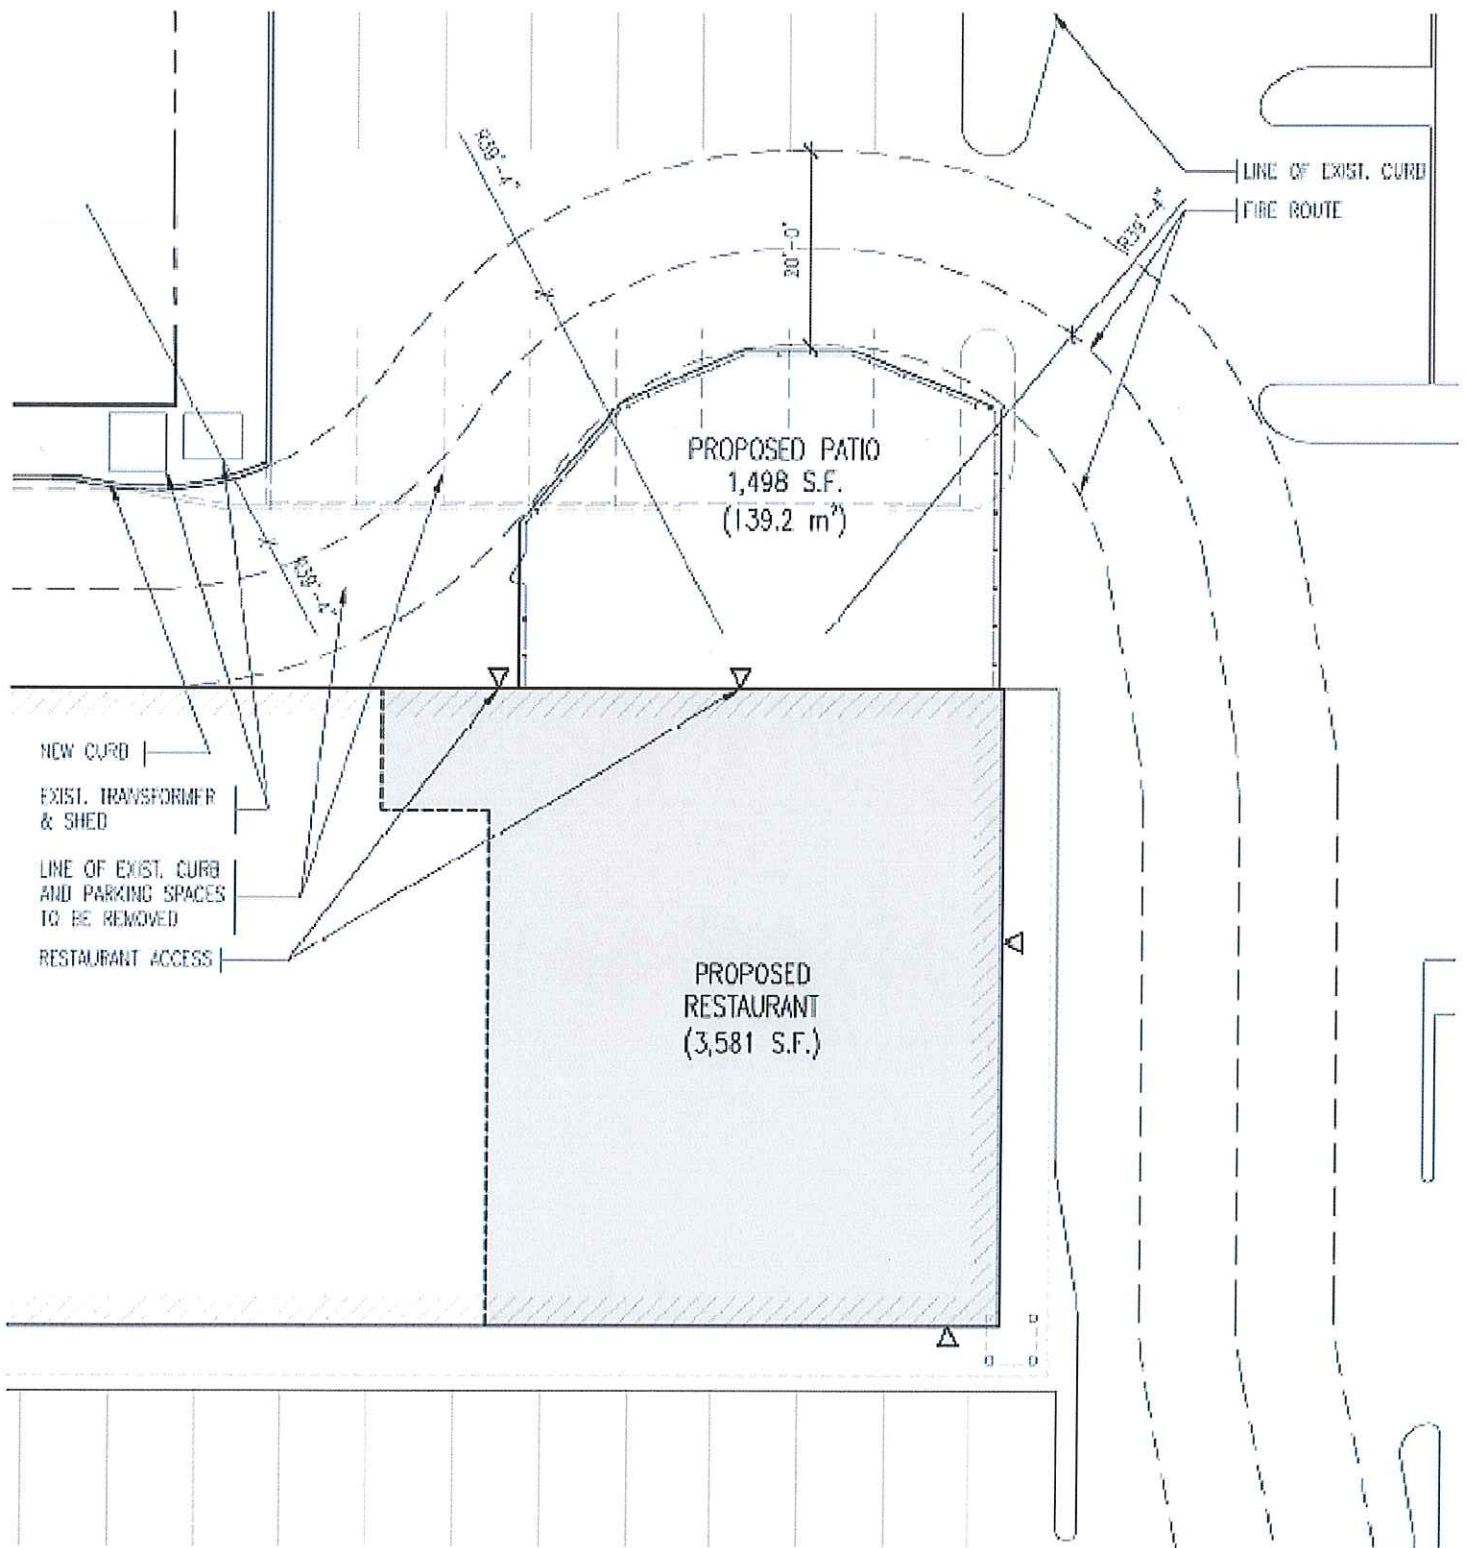 R39'-4"
LINE OF EXIST. CURB
R39'-4"
FIRE ROUTE
20'-0"
PROPOSED PATIO
1,498 S.F.
(139.2 m²)
R39'-4"
NEW CURB
EXIST. TRANSFORMER
& SHED
LINE OF EXIST. CURB
AND PARKING SPACES
TO BE REMOVED
RESTAURANT ACCESS
PROPOSED
RESTAURANT
(3,581 S.F.)